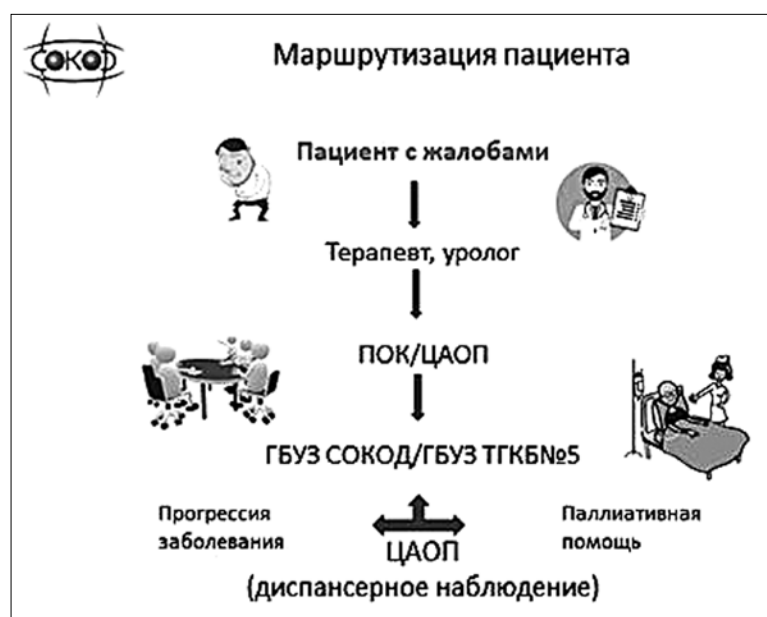 СОКОД
Маршрутизация пациента
Пациент с жалобами
Терапевт, уролог
ПОК/ЦАОП
ГБУЗ СОКОД/ГБУЗ ТГКБ№5
Прогрессия
заболевания
Паллиативная
помощь
ЦАОП
(диспансерное наблюдение)